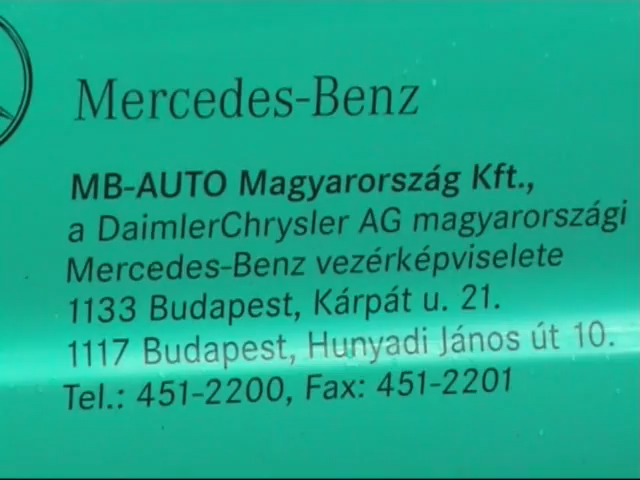 Mercedes-Benz
MB-AUTO Magyarország Kft.,
a DaimlerChrysler AG magyarországi
Mercedes-Benz vezérképviselete
1133 Budapest, Kárpát u. 21.
1117 Budapest, Hunyadi János út 10.
Tel.: 451-2200, Fax: 451-2201